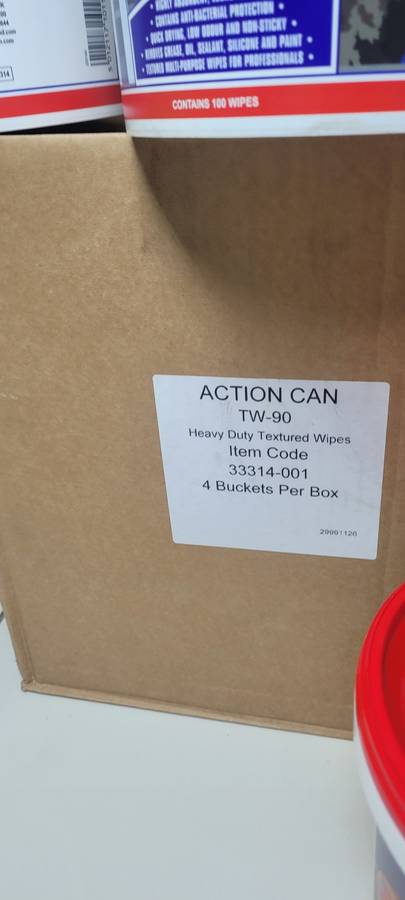 • CONTAINS ANTI-BACTERIAL PROTECTION •
• QUICK DRYING, LOW ODOUR AND NON-STICKY •
• REMOVES GREASE, OIL, SEALANT, SILICONE AND PAINT •
• TEXTURED MULTI-PURPOSE WIPES FOR PROFESSIONALS •
CONTAINS 100 WIPES
ACTION CAN
TW-90
Heavy Duty Textured Wipes
Item Code
33314-001
4 Buckets Per Box